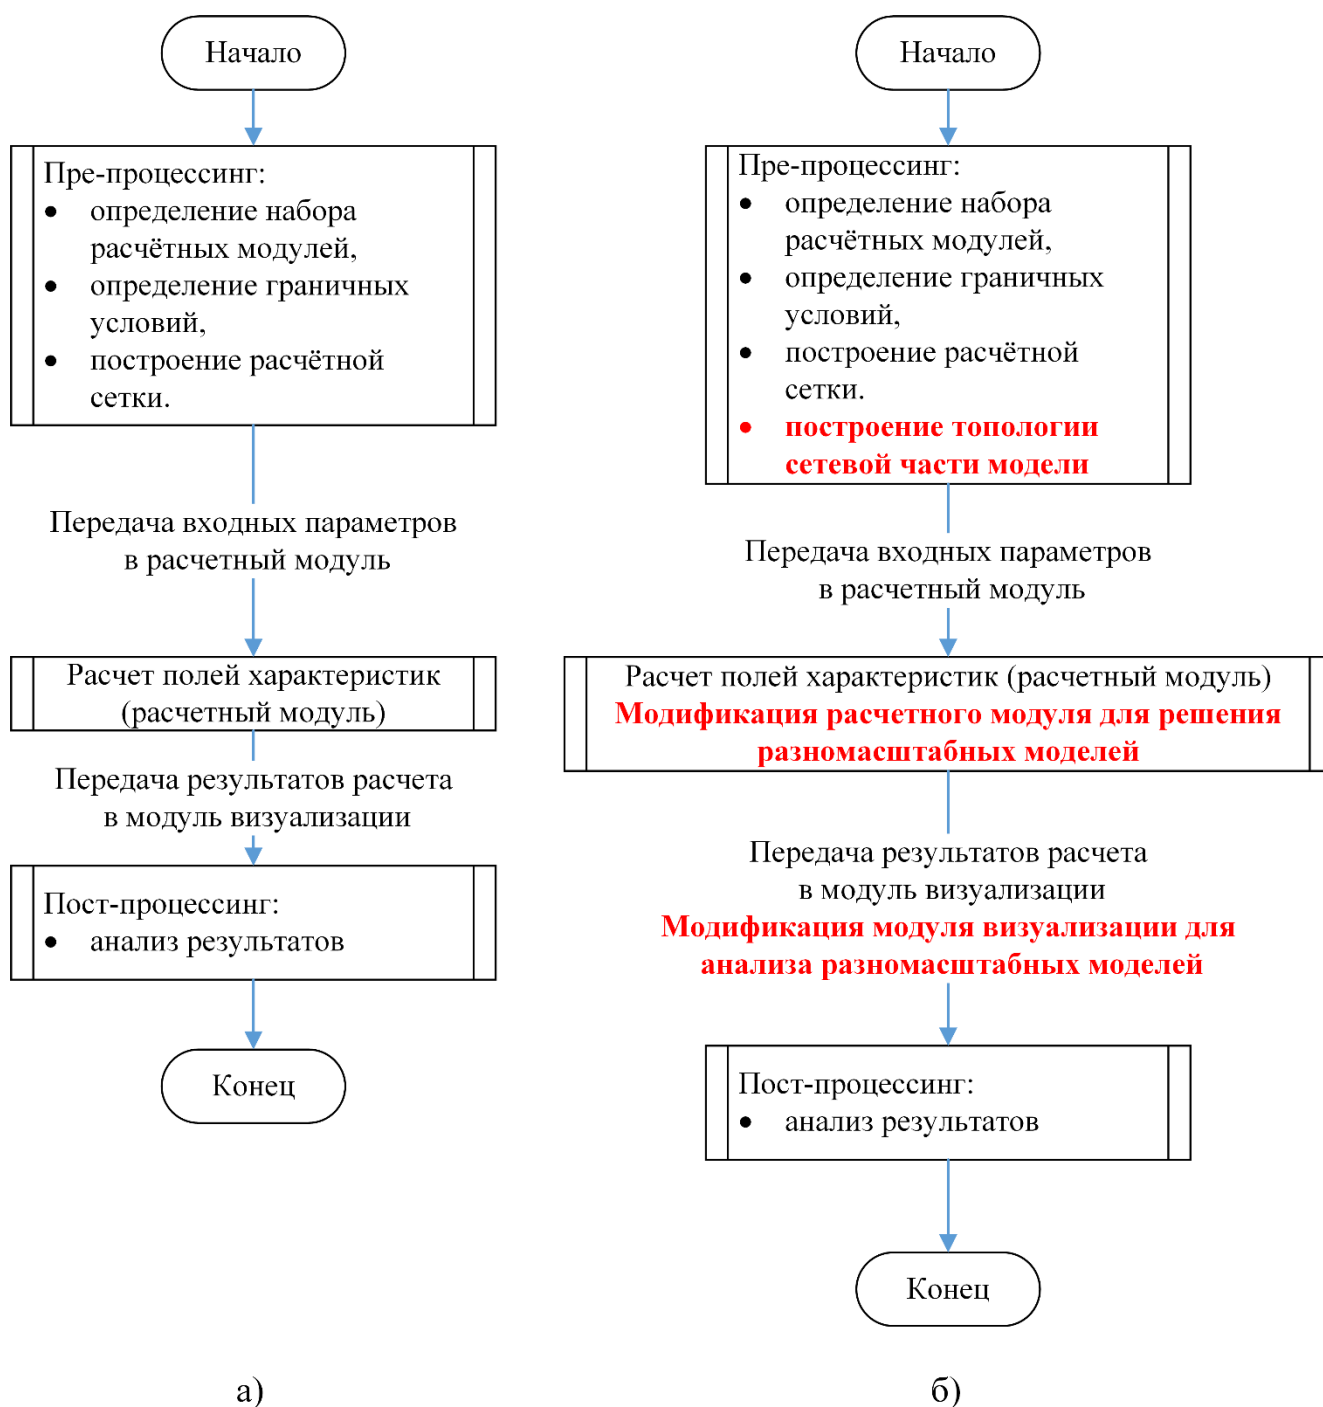 Начало
Пре-процессинг:
• определение набора
расчётных модулей,
• определение граничных
условий,
• построение расчётной
сетки.
Передача входных параметров
в расчетный модуль
Расчет полей характеристик
(расчетный модуль)
Передача результатов расчета
в модуль визуализации
Пост-процессинг:
• анализ результатов
Конец
а)
Начало
Пре-процессинг:
• определение набора
расчётных модулей,
• определение граничных
условий,
• построение расчётной
сетки.
• построение топологии
сетевой части модели
Передача входных параметров
в расчетный модуль
Расчет полей характеристик (расчетный модуль)
Модификация расчетного модуля для решения
разномасштабных моделей
Передача результатов расчета
в модуль визуализации
Модификация модуля визуализации для
анализа разномасштабных моделей
Пост-процессинг:
• анализ результатов
Конец
б)